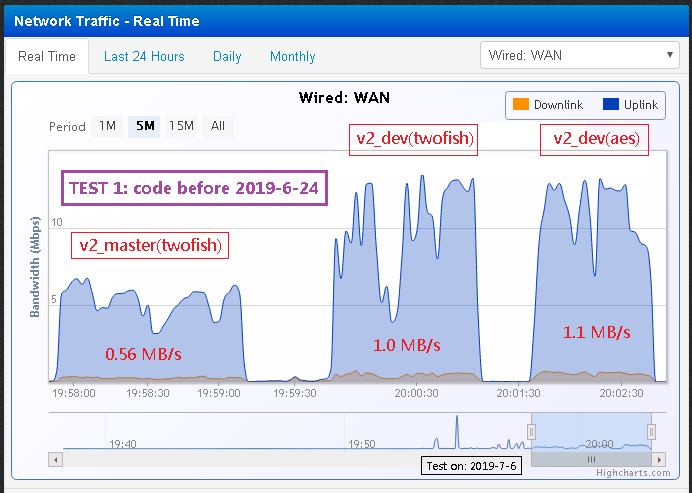 Network Traffic - Real Time
Real Time Last 24 Hours Daily Monthly Wired: WAN
Wired: WAN
Downlink Uplink
Period 1M 5M 15M All
v2_dev(twofish) v2_dev(aes)
TEST 1: code before 2019-6-24
10
v2_master(twofish)
Bandwidth (Mbps)
5
0.56 MB/s 1.0 MB/s 1.1 MB/s
0
19:58:00 19:58:30 19:59:00 19:59:30 20:00:30 20:01:30 20:02:30
19:40 19:50 20:00
Test on: 2019-7-6
Highcharts.com